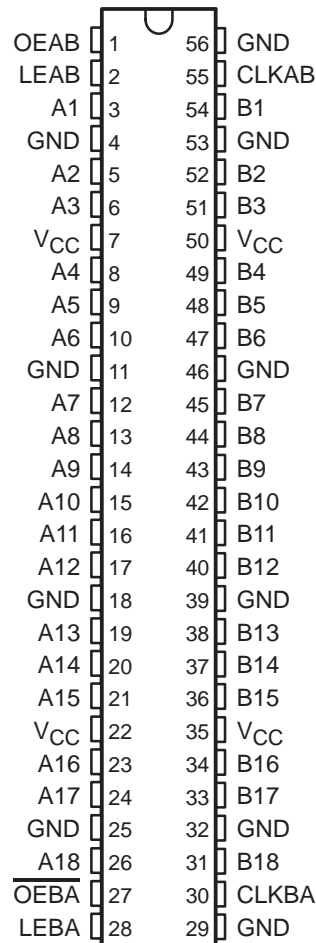 OEAB 1 56 GND
LEAB 2 55 CLKAB
A1 3 54 B1
GND 4 53 GND
A2 5 52 B2
A3 6 51 B3
VCC 7 50 VCC
A4 8 49 B4
A5 9 48 B5
A6 10 47 B6
GND 11 46 GND
A7 12 45 B7
A8 13 44 B8
A9 14 43 B9
A10 15 42 B10
A11 16 41 B11
A12 17 40 B12
GND 18 39 GND
A13 19 38 B13
A14 20 37 B14
A15 21 36 B15
VCC 22 35 VCC
A16 23 34 B16
A17 24 33 B17
GND 25 32 GND
A18 26 31 B18
O̅E̅B̅A̅ 27 30 CLKBA
LEBA 28 29 GND